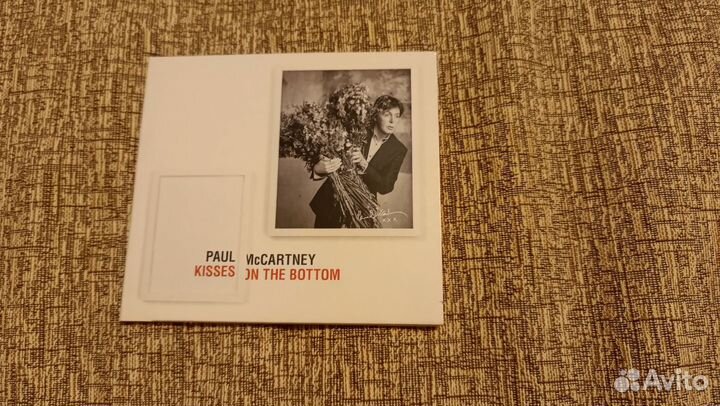 PAUL McCARTNEY
KISSES ON THE BOTTOM
Avito